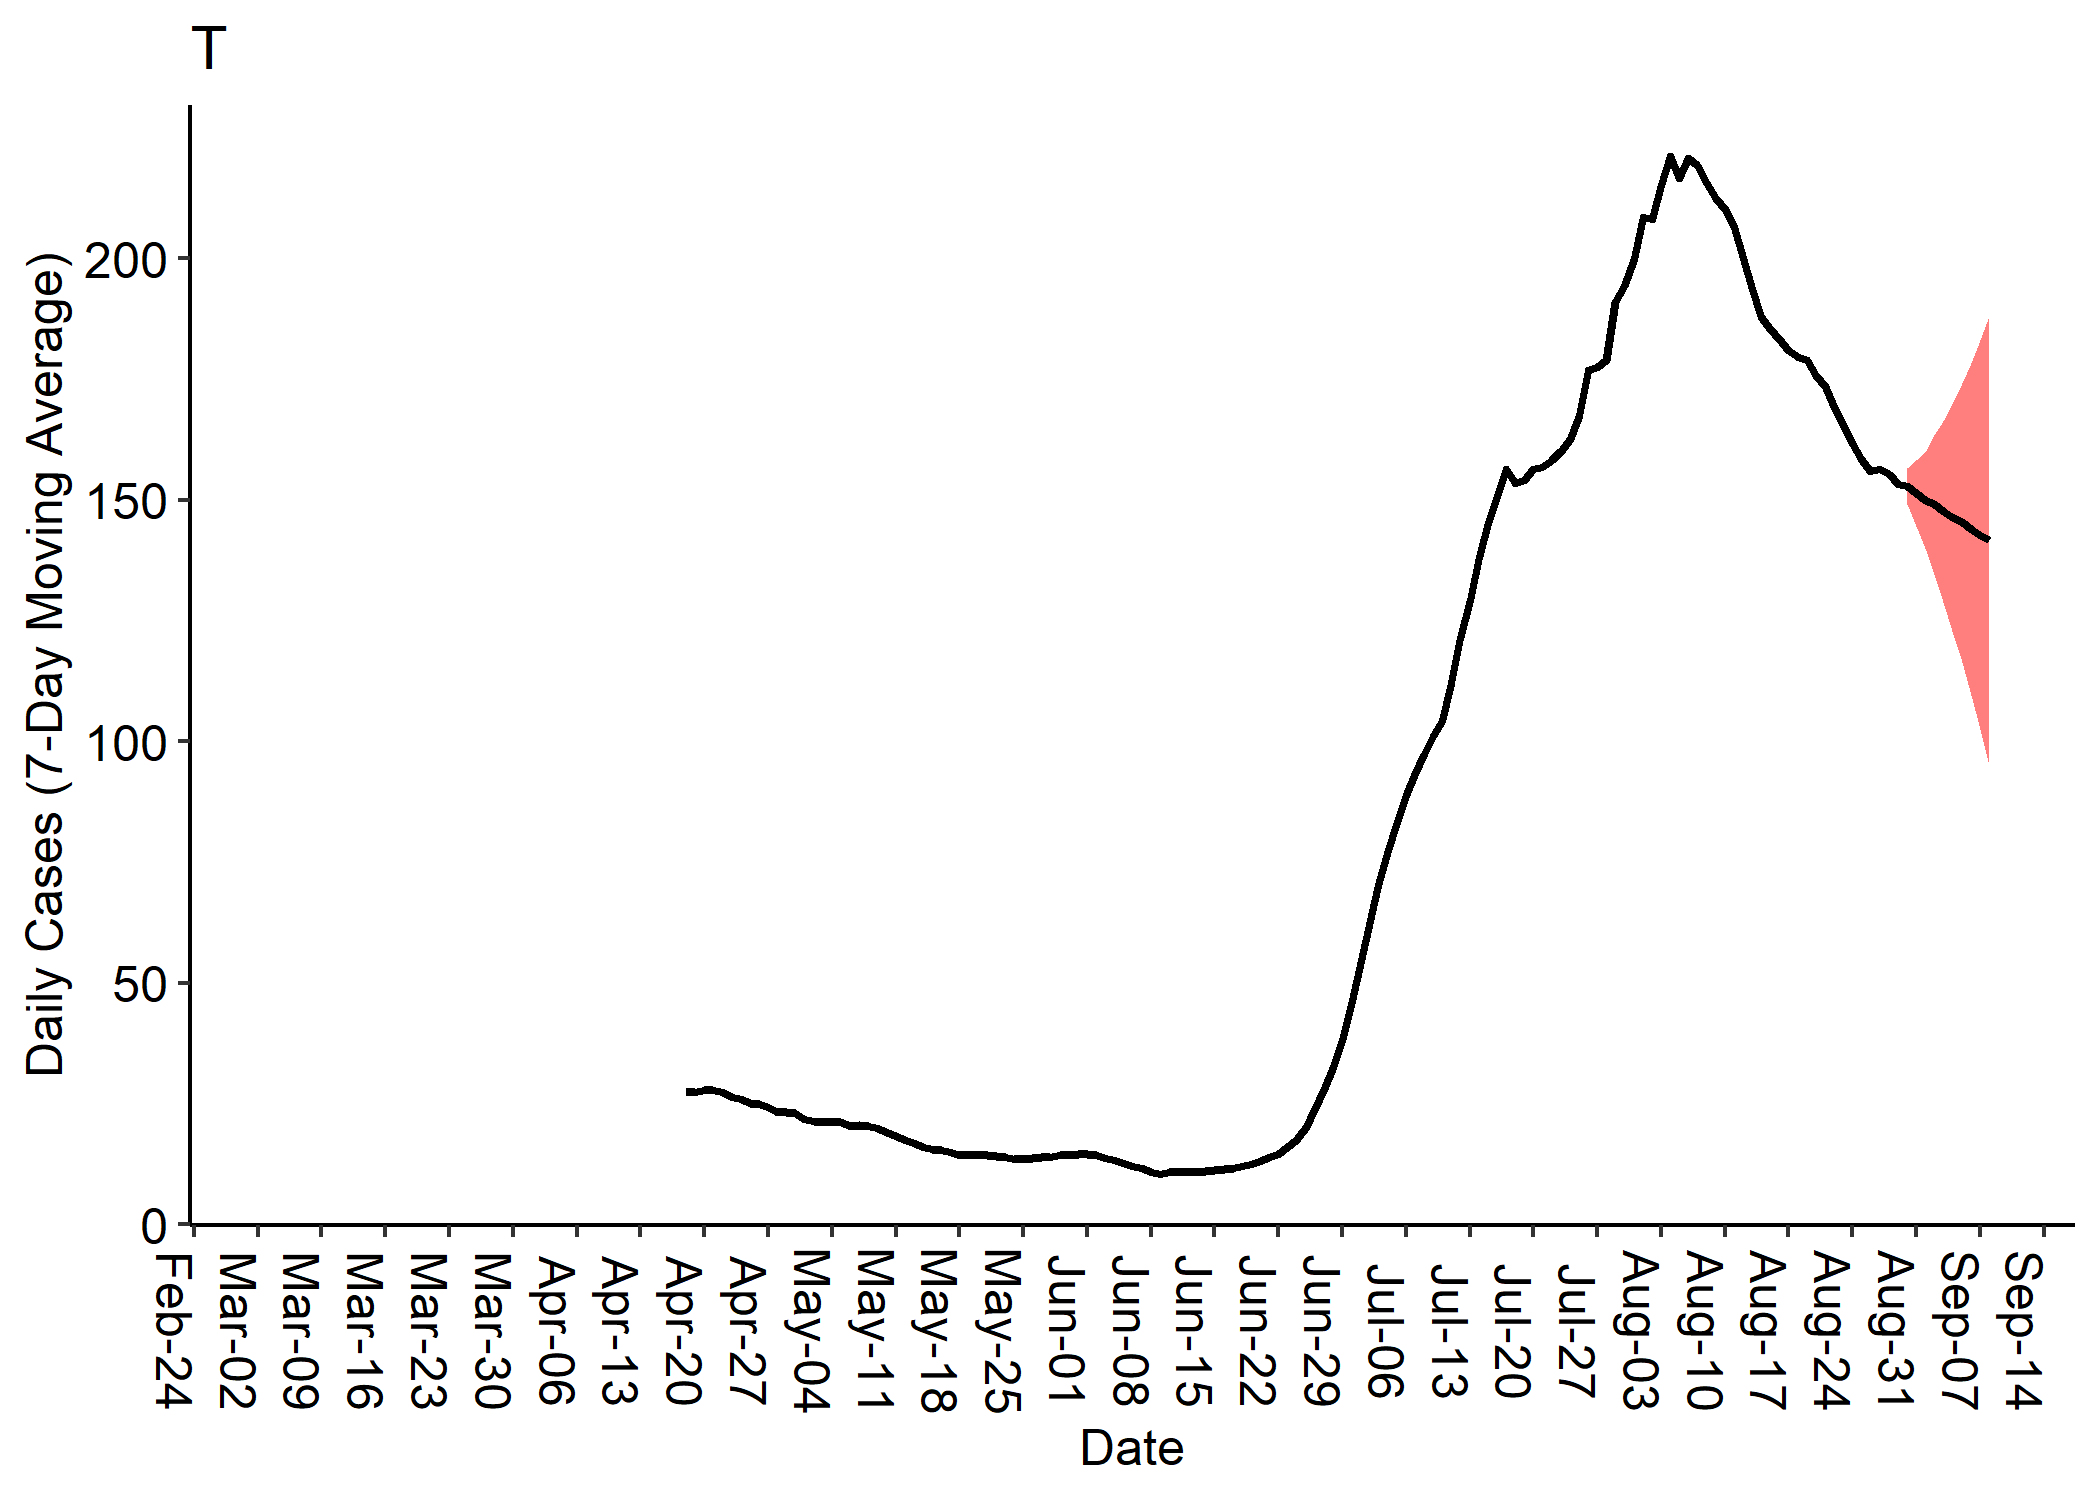 T
Daily Cases (7-Day Moving Average)
200
150
100
50
0
Feb-24
Mar-02
Mar-09
Mar-16
Mar-23
Mar-30
Apr-06
Apr-13
Apr-20
Apr-27
May-04
May-11
May-18
May-25
Jun-01
Jun-08
Jun-15
Jun-22
Jun-29
Jul-06
Jul-13
Jul-20
Jul-27
Aug-03
Aug-10
Aug-17
Aug-24
Aug-31
Sep-07
Sep-14
Date